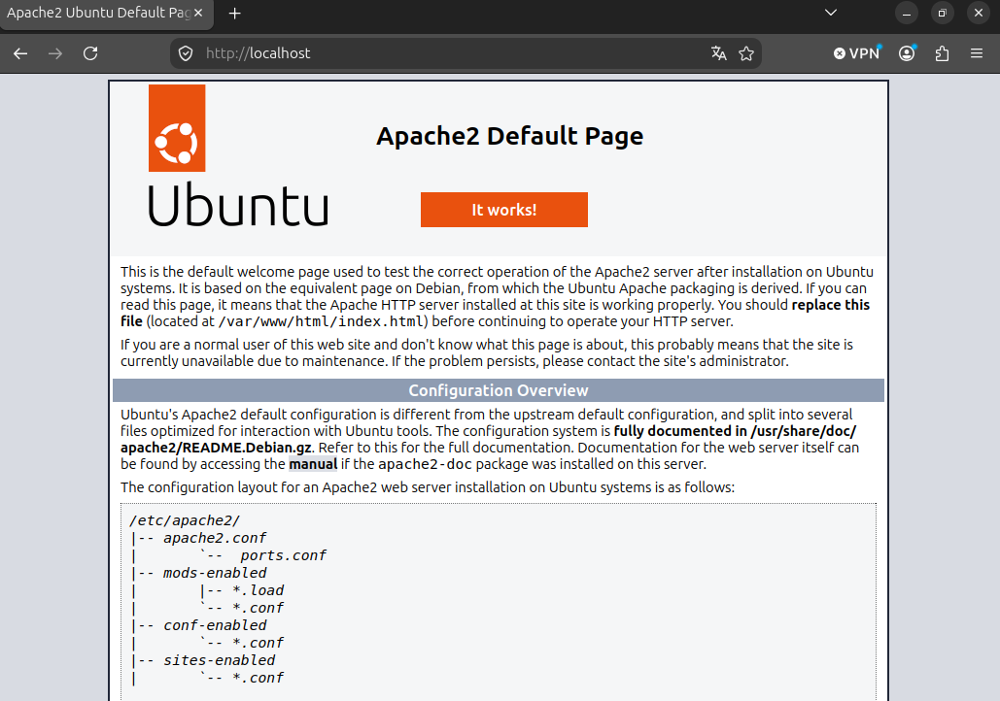 Apache2 Ubuntu Default Pag
http://localhost
VPN
Ubuntu
Apache2 Default Page
It works!
This is the default welcome page used to test the correct operation of the Apache2 server after installation on Ubuntu
systems. It is based on the equivalent page on Debian, from which the Ubuntu Apache packaging is derived. If you can
read this page, it means that the Apache HTTP server installed at this site is working properly. You should replace this
file (located at /var/www/html/index.html) before continuing to operate your HTTP server.
If you are a normal user of this web site and don't know what this page is about, this probably means that the site is
currently unavailable due to maintenance. If the problem persists, please contact the site's administrator.
Configuration Overview
Ubuntu's Apache2 default configuration is different from the upstream default configuration, and split into several
files optimized for interaction with Ubuntu tools. The configuration system is fully documented in /usr/share/doc/
apache2/README.Debian.gz. Refer to this for the full documentation. Documentation for the web server itself can
be found by accessing the manual if the apache2-doc package was installed on this server.
The configuration layout for an Apache2 web server installation on Ubuntu systems is as follows:
/etc/apache2/
|-- apache2.conf
|       `--  ports.conf
|-- mods-enabled
|       |-- *.load
|       `-- *.conf
|-- conf-enabled
|       `-- *.conf
|-- sites-enabled
|       `-- *.conf